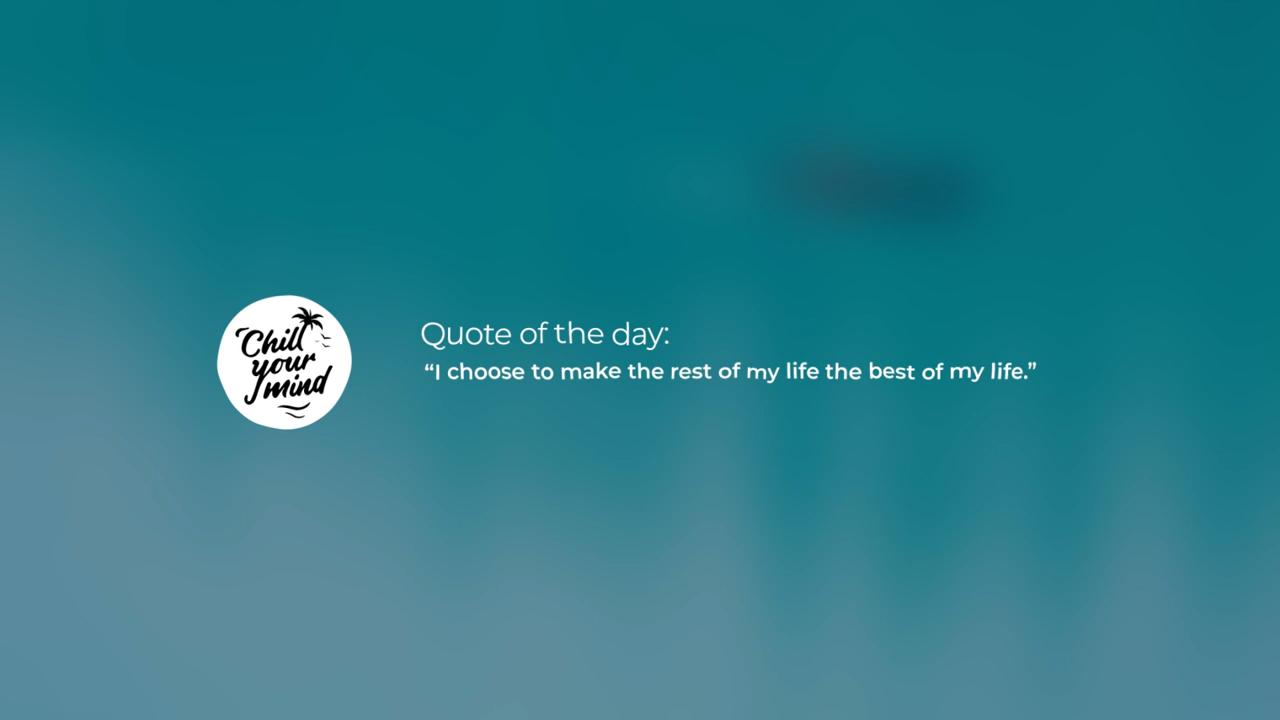 Chill
your
mind
Quote of the day:
“I choose to make the rest of my life the best of my life.”